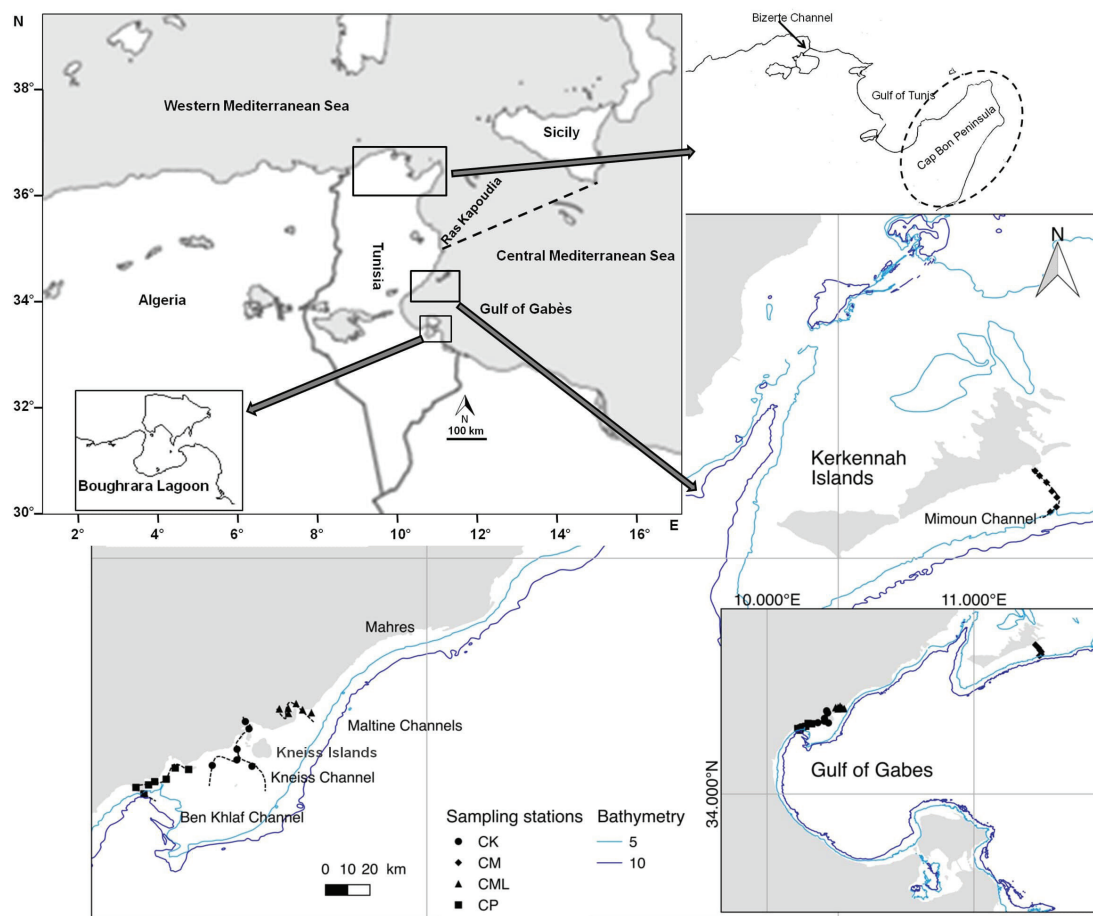 N
38°
36°
34°
32°
30°
2°
4°
6°
8°
10°
12°
14°
16°
E
Western Mediterranean Sea
Sicily
Ras Kapoudia
Central Mediterranean Sea
Tunisia
Algeria
Gulf of Gabès
N
100 km
Boughrara Lagoon
Bizerte Channel
Gulf of Tunis
Cap Bon Peninsula
N
Kerkennah
Islands
Mimoun Channel
Mahres
Maltine Channels
Kneiss Islands
Kneiss Channel
Ben Khlaf Channel
0 10 20 km
Sampling stations
CK
CM
CML
CP
Bathymetry
5
10
10.000°E
11.000°E
34.000°N
Gulf of Gabes